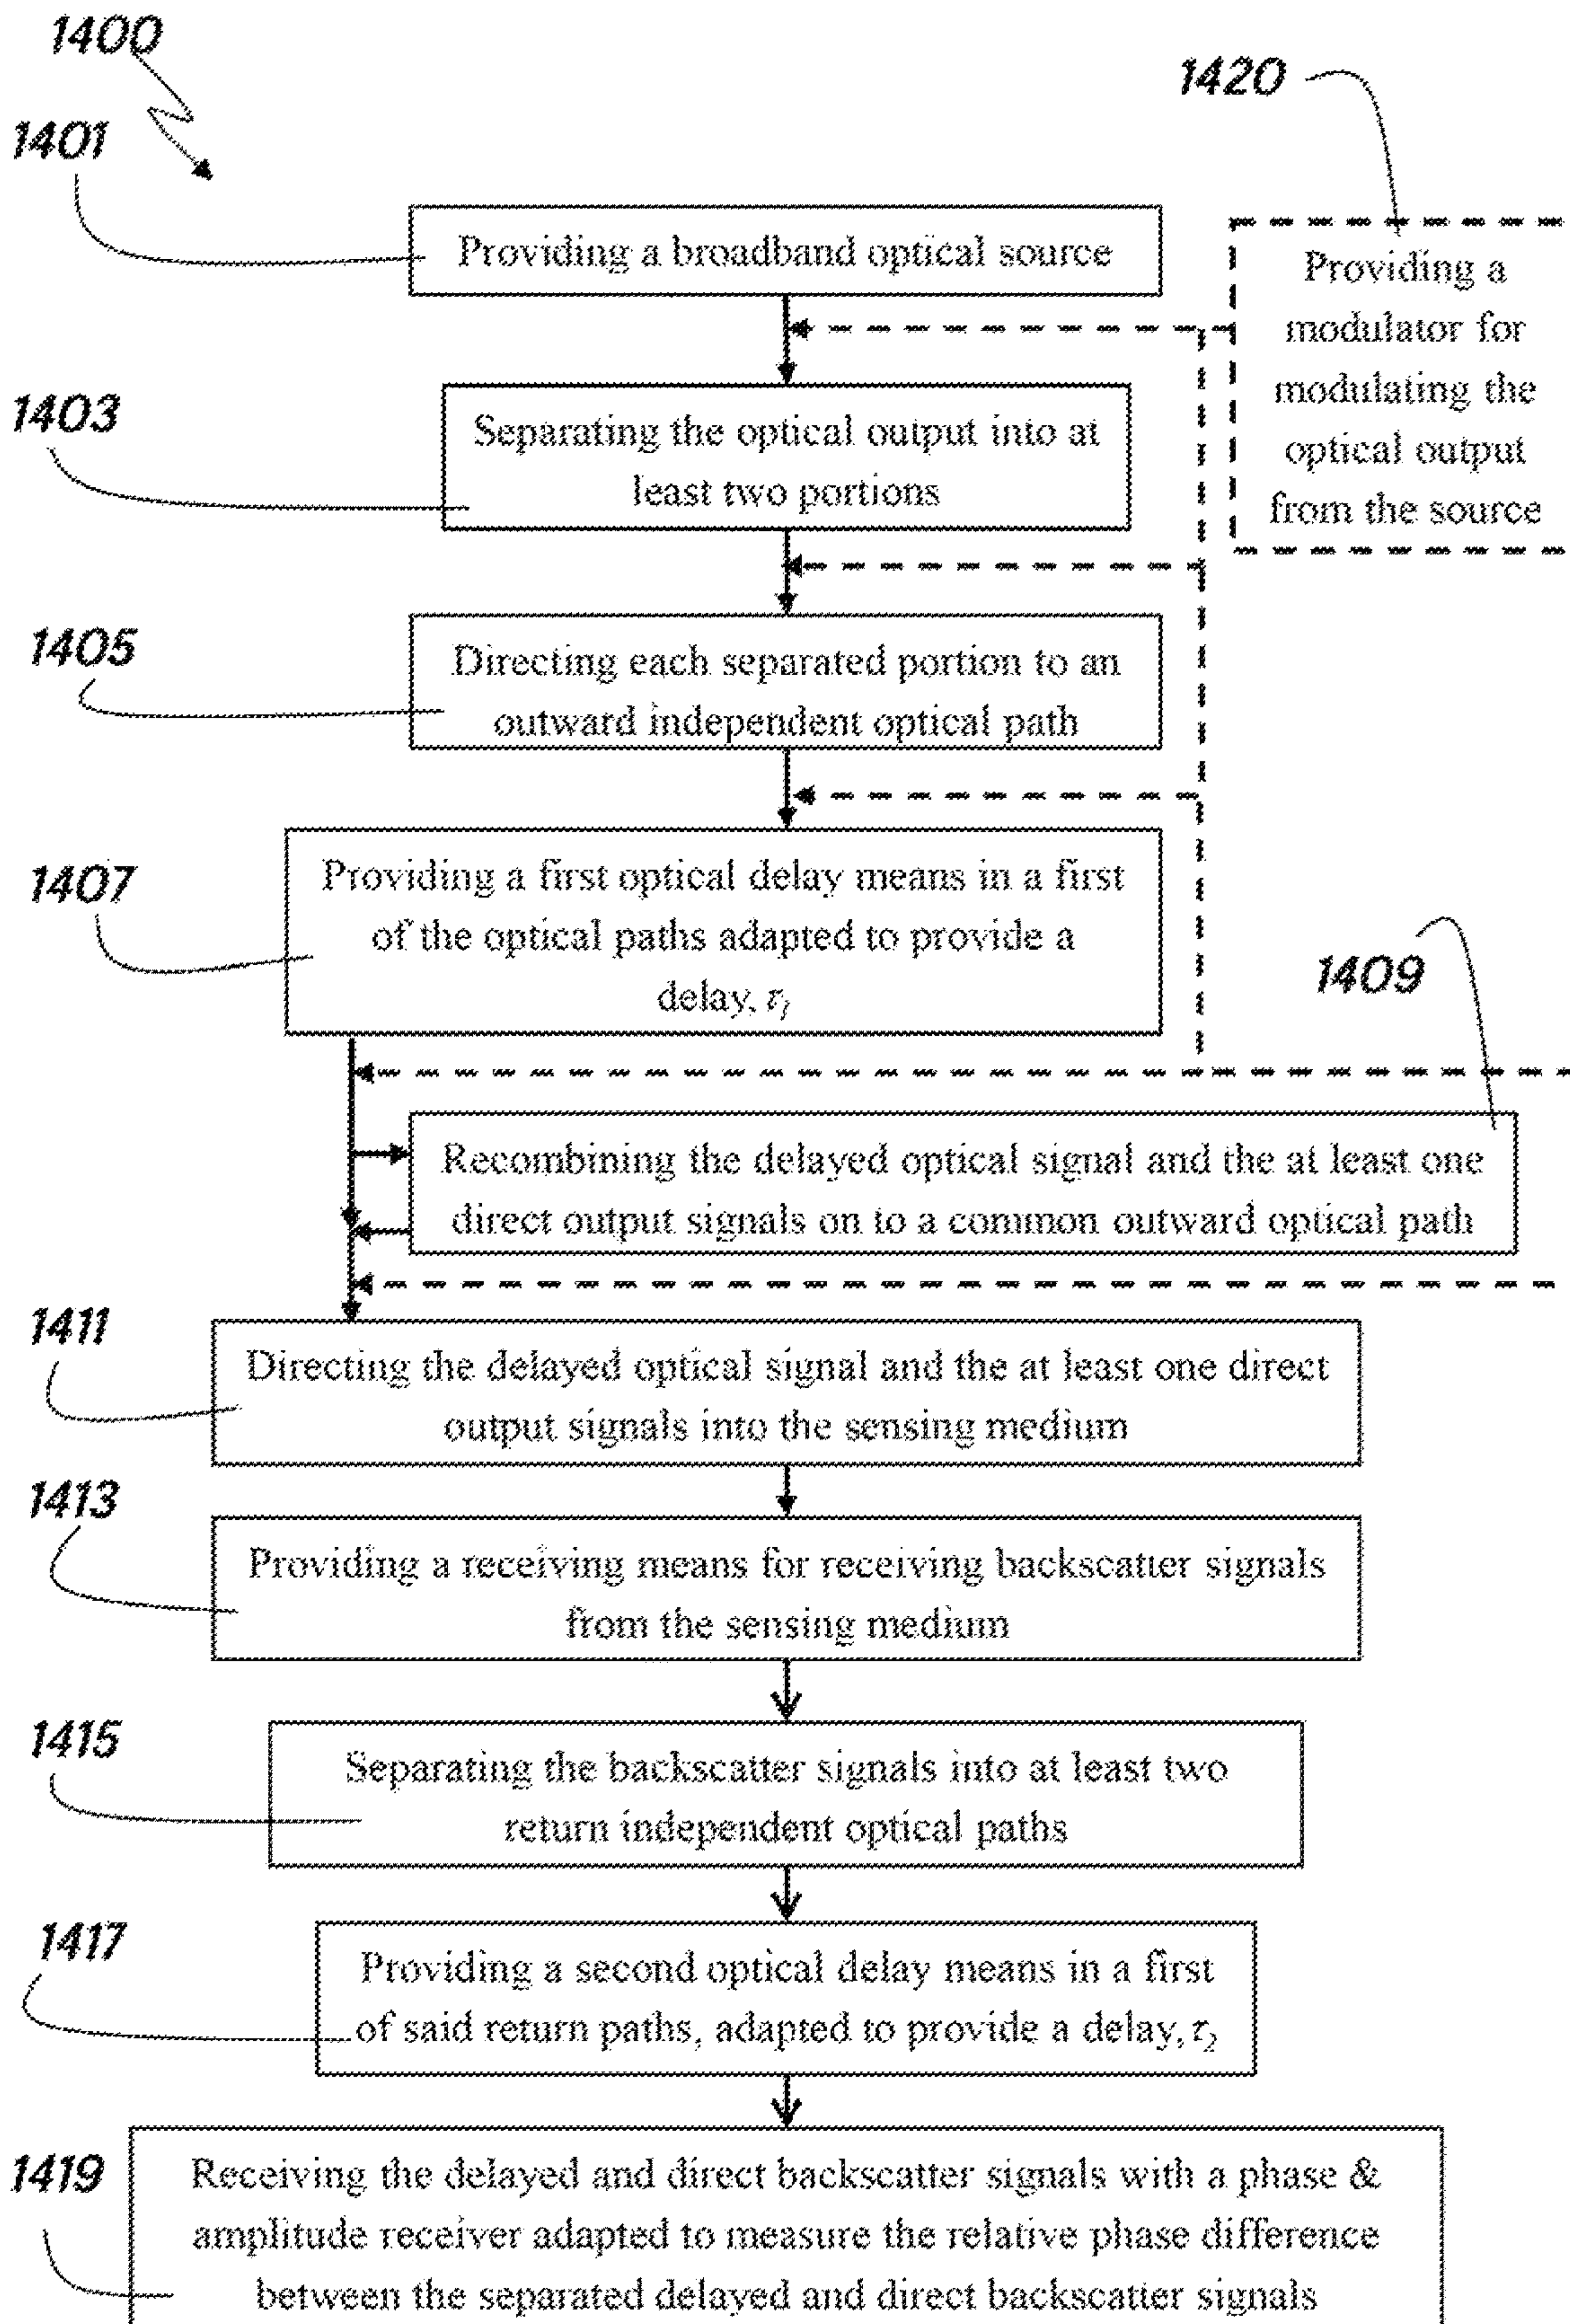 1400
1420
1401
Providing a broadband optical source
Providing a
modulator for
modulating the
optical output
from the source
1403
Separating the optical output into at
least two portions
1405
Directing each separated portion to an
outward independent optical path
1407
Providing a first optical delay means in a first
of the optical paths adapted to provide a
delay, τ₁
1409
Recombining the delayed optical signal and the at least one
direct output signals on to a common outward optical path
1411
Directing the delayed optical signal and the at least one direct
output signals into the sensing medium
1413
Providing a receiving means for receiving backscatter signals
from the sensing medium
1415
Separating the backscatter signals into at least two
return independent optical paths
1417
Providing a second optical delay means in a first
of said return paths, adapted to provide a delay, τ₂
1419
Receiving the delayed and direct backscatter signals with a phase &
amplitude receiver adapted to measure the relative phase difference
between the separated delayed and direct backscatter signals